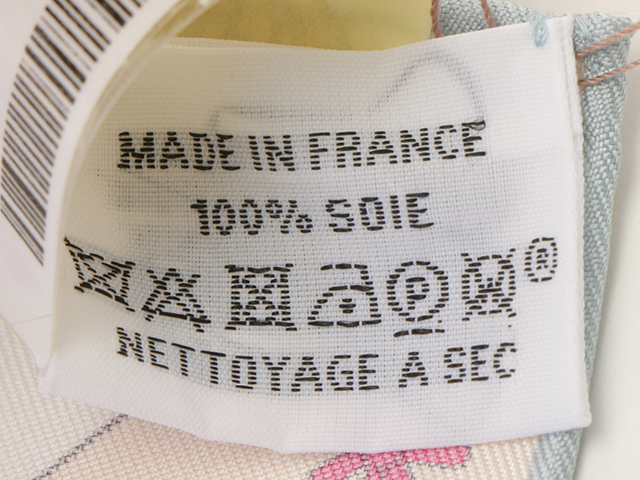 MADE IN FRANCE
100% SOIE
®
NETTOYAGE A SEC